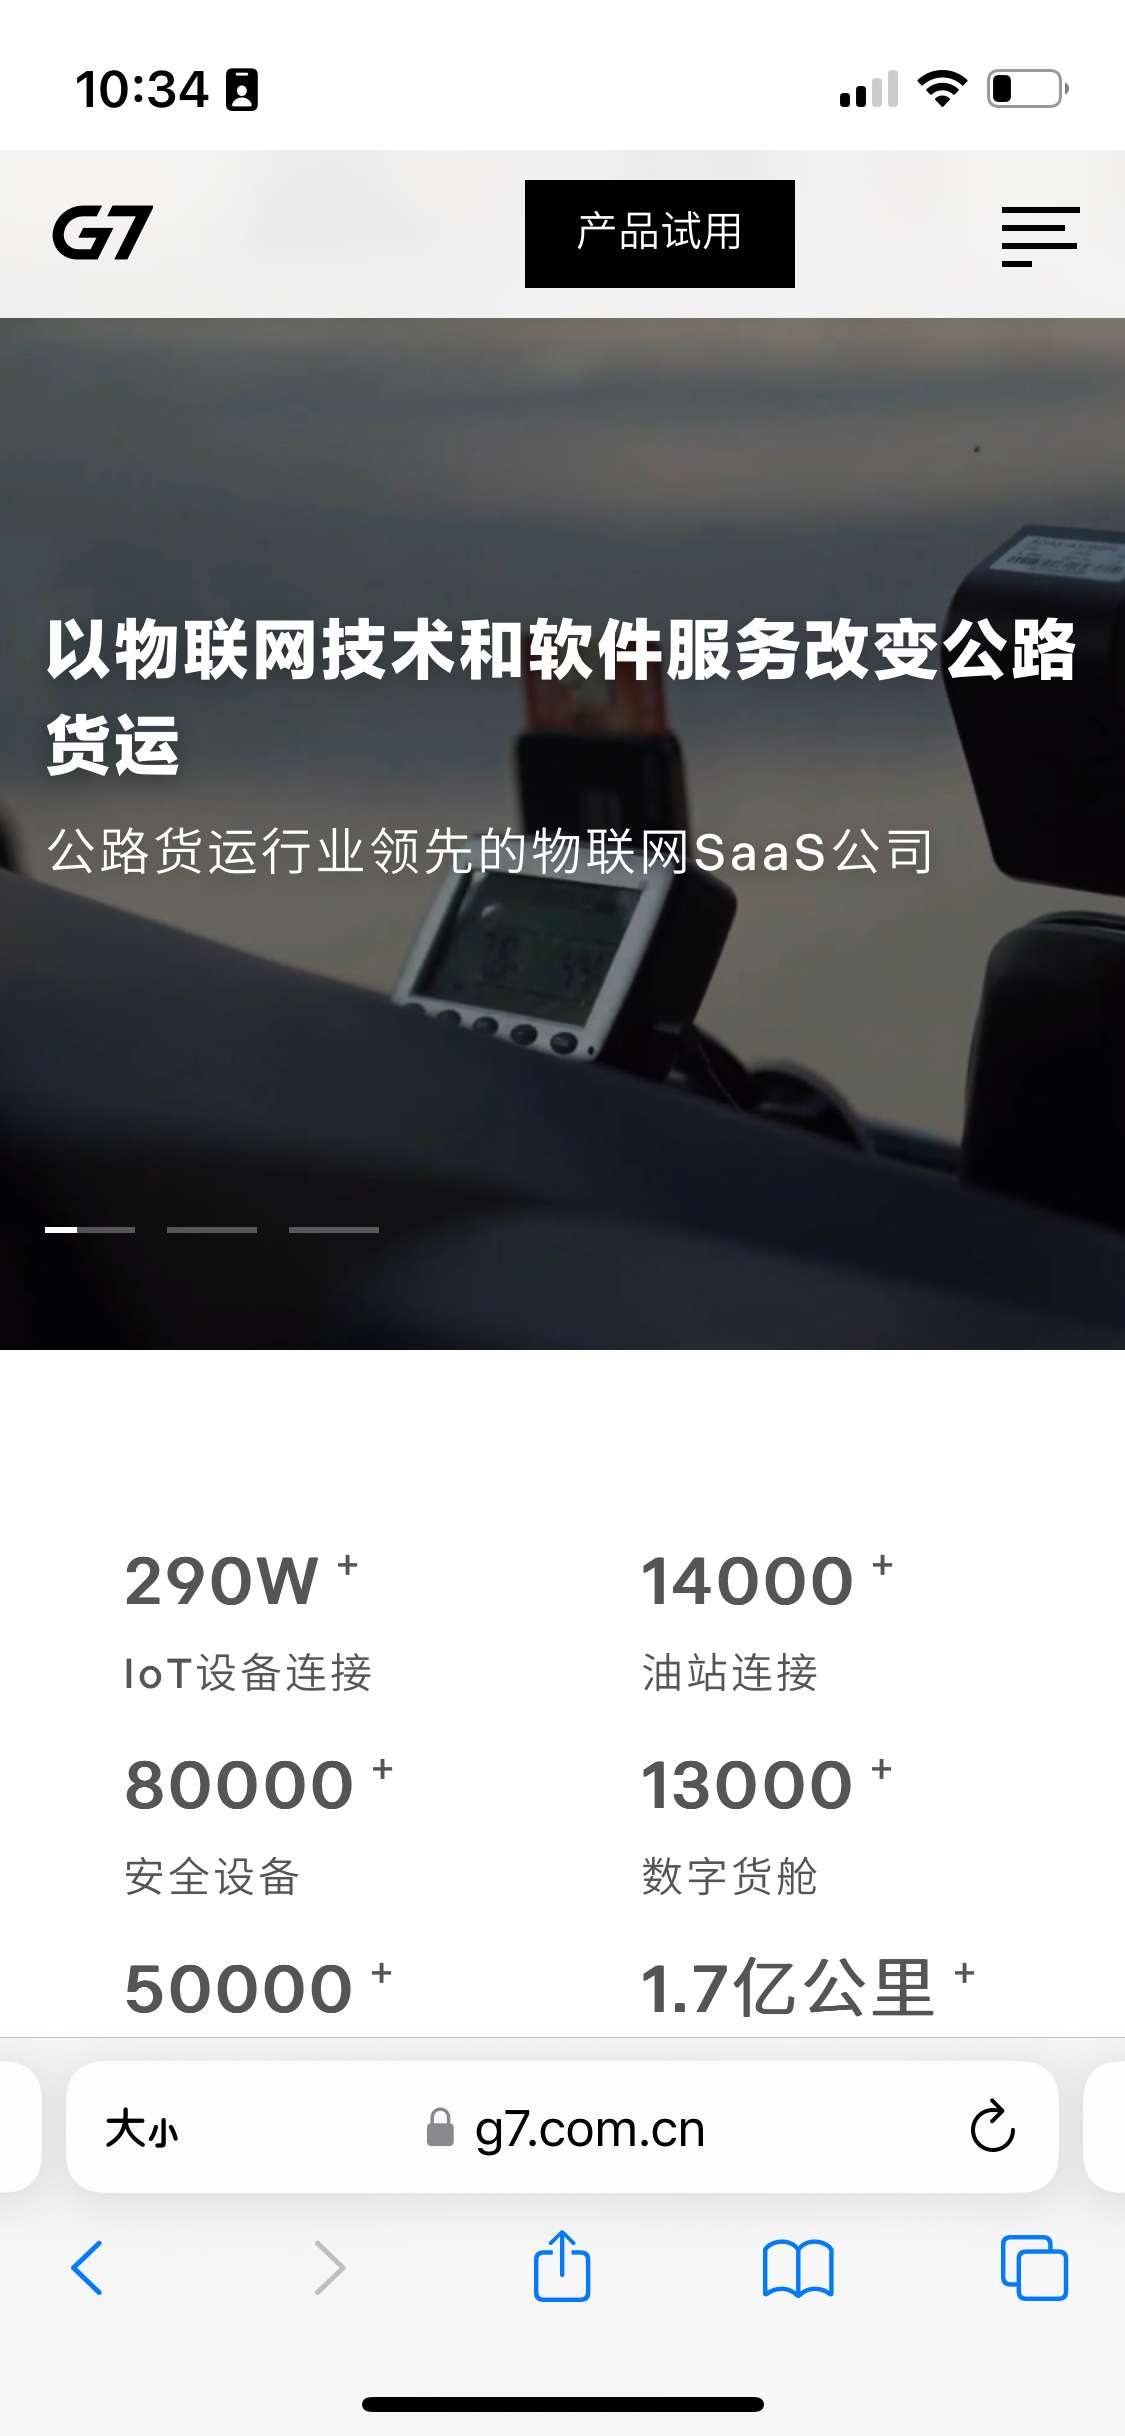 10:34
G7
产品试用
以物联网技术和软件服务改变公路
货运
公路货运行业领先的物联网SaaS公司
290W +
14000 +
IoT设备连接
油站连接
80000 +
13000 +
安全设备
数字货舱
50000 +
1.7亿公里 +
大小
g7.com.cn